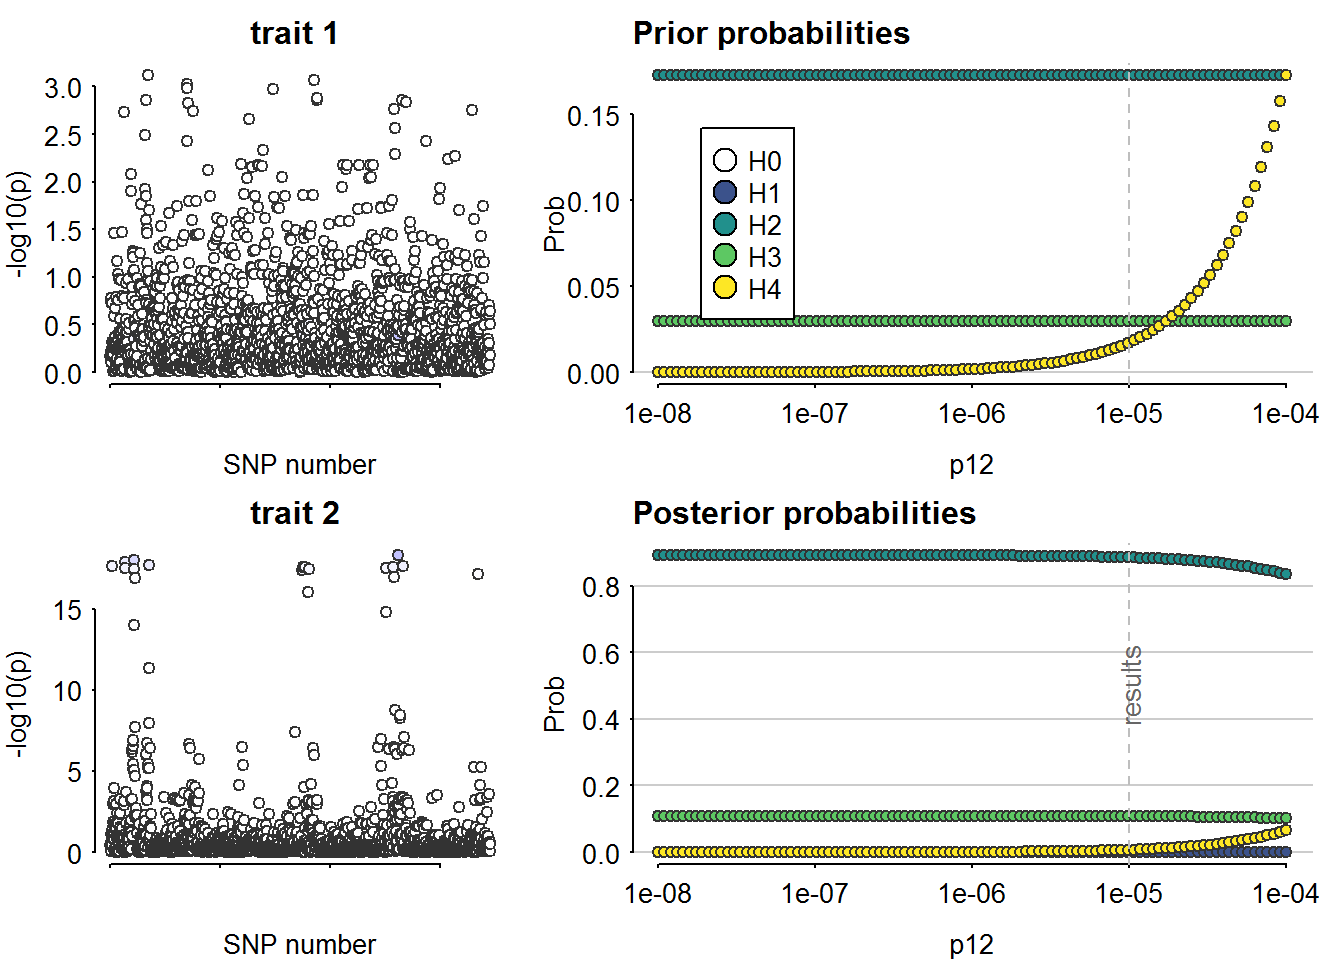 trait 1
-log10(p)
3.0
2.5
2.0
1.5
1.0
0.5
0.0
SNP number
Prior probabilities
Prob
0.15
0.10
0.05
0.00
H0
H1
H2
H3
H4
1e-08 1e-07 1e-06 1e-05 1e-04
p12
trait 2
-log10(p)
15
10
5
0
SNP number
Posterior probabilities
Prob
0.8
0.6
0.4
0.2
0.0
results
1e-08 1e-07 1e-06 1e-05 1e-04
p12